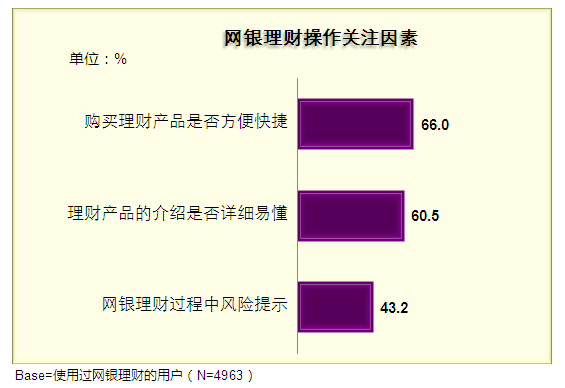 网银理财操作关注因素
单位：%
购买理财产品是否方便快捷 66.0
理财产品的介绍是否详细易懂 60.5
网银理财过程中风险提示 43.2
Base=使用过网银理财的用户（N=4963）